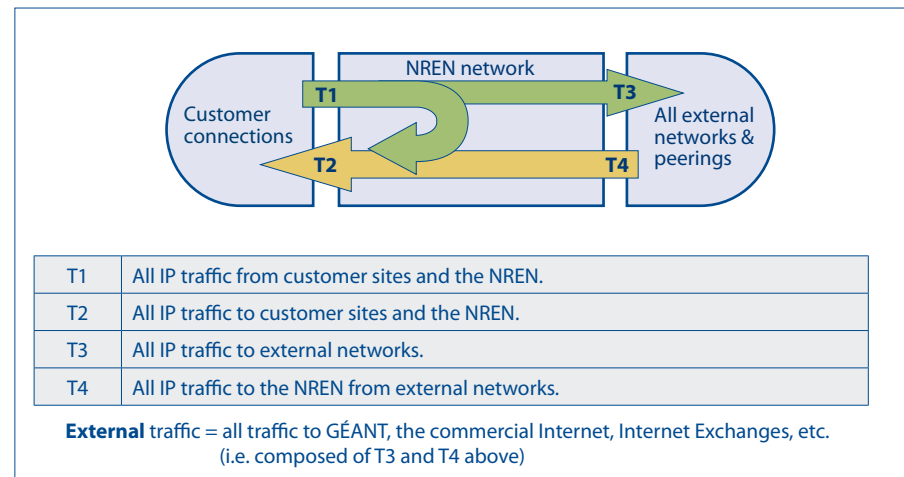 NREN network
T1
T3
Customer
connections
All external
networks &
peerings
T2
T4
T1 All IP traffic from customer sites and the NREN.
T2 All IP traffic to customer sites and the NREN.
T3 All IP traffic to external networks.
T4 All IP traffic to the NREN from external networks.
External traffic = all traffic to GÉANT, the commercial Internet, Internet Exchanges, etc.
(i.e. composed of T3 and T4 above)